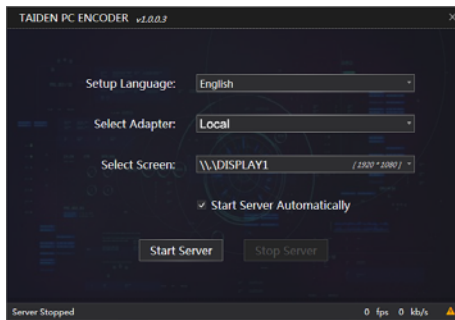 TAIDEN PC ENCODER v1.0.0.3
Setup Language: English
Select Adapter: Local
Select Screen: \\.\DISPLAY1 [ 1920 * 1080 ]
Start Server Automatically
Start Server Stop Server
Server Stopped 0 fps 0 kb/s